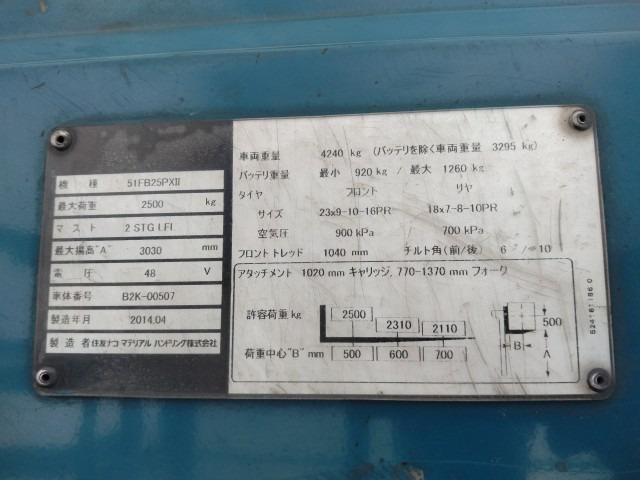 機 種 51FB25PXII
最大荷重 2500 kg
マスト 2 STG LFL
最大揚高"A" 3030 mm
電 圧 48 V
車体番号 B2K-00507
製造年月 2014.04
製 造 者 住友ナコ マテリアル ハンドリング株式会社
車両重量 4240 kg (バッテリを除く車両重量 3295 kg)
バッテリ重量 最小 920 kg / 最大 1260 kg
タイヤ フロント リヤ
サイズ 23x9-10-16PR 18x7-8-10PR
空気圧 900 kPa / 700 kPa
フロントトレッド 1040 mm チルト角(前/後) 6°/ 10
アタッチメント 1020 mm キャリッジ, 770-1370 mm フォーク
許容荷重 kg 2500 2310 2110
荷重中心"B" mm 500 600 700
500
B
A